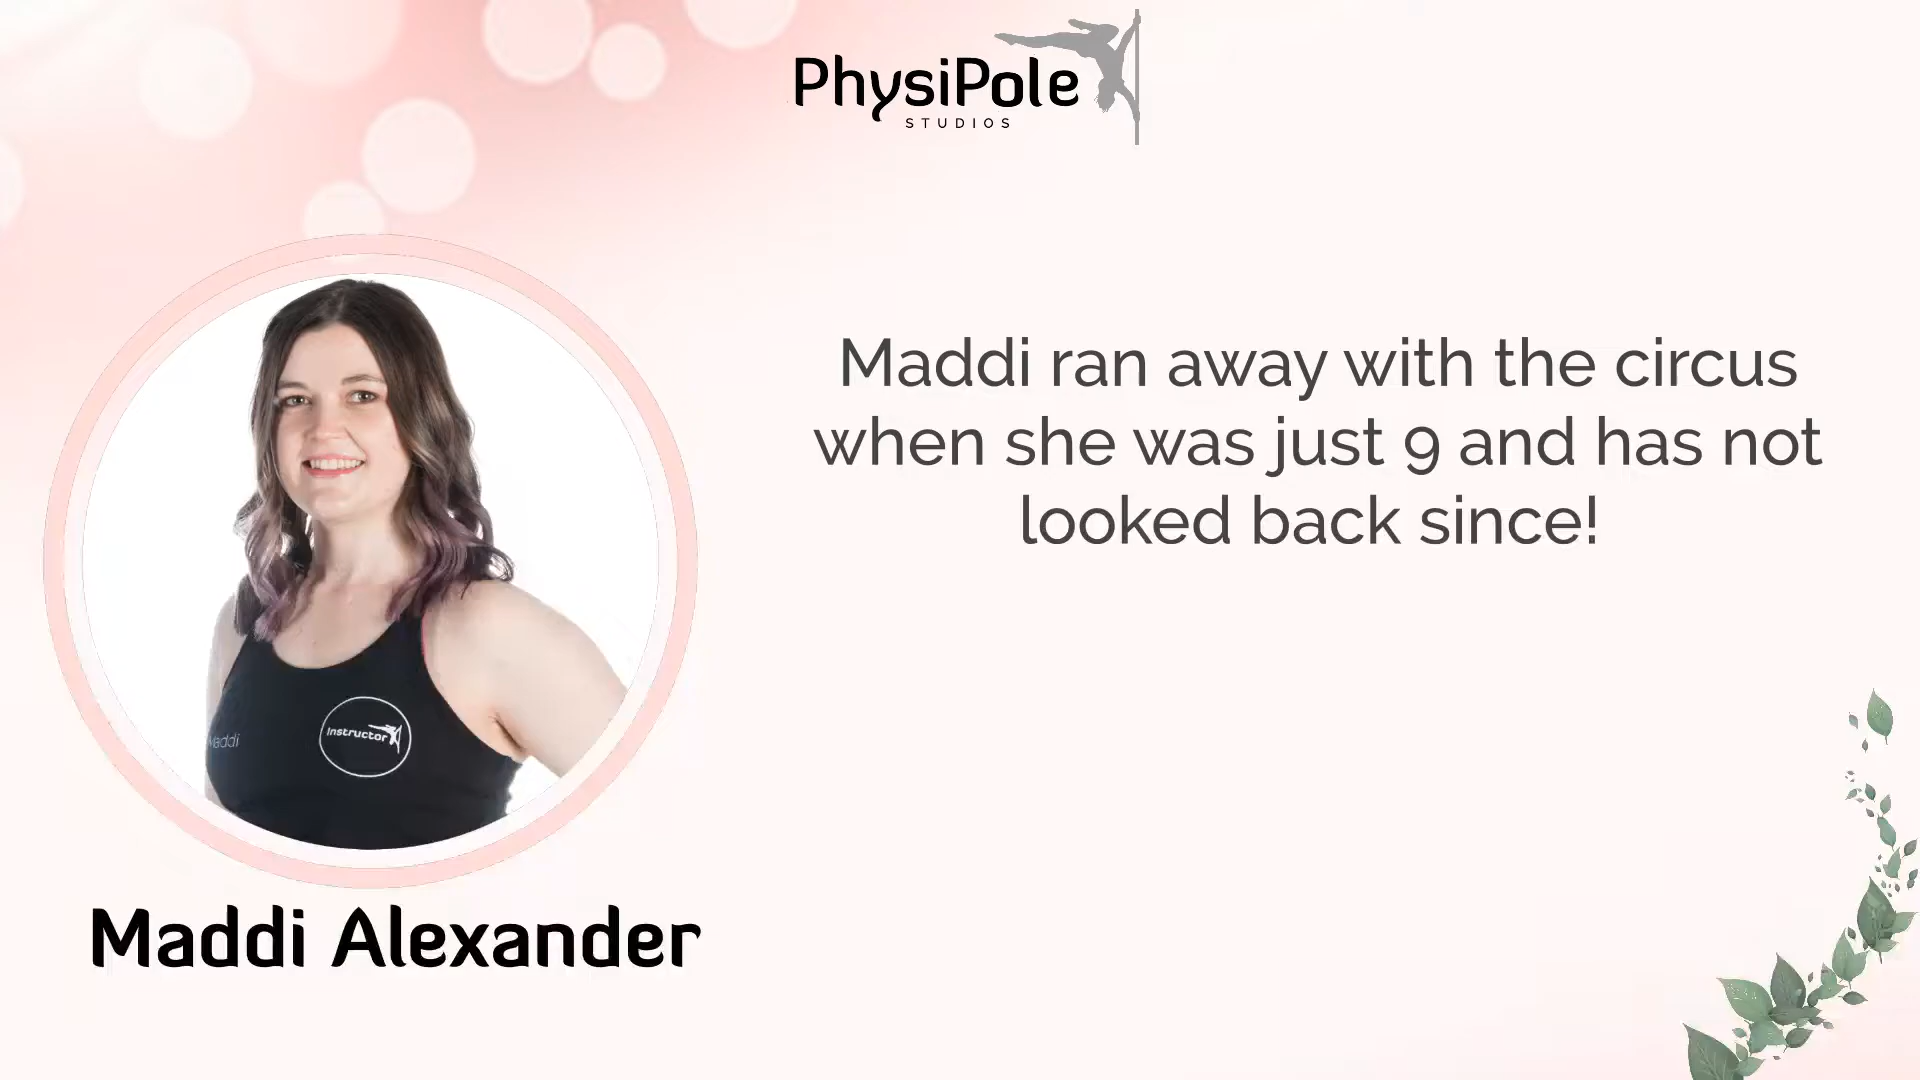 PhysiPole
STUDIOS
Maddi ran away with the circus
when she was just 9 and has not
looked back since!
Maddi
Instructor
Maddi Alexander